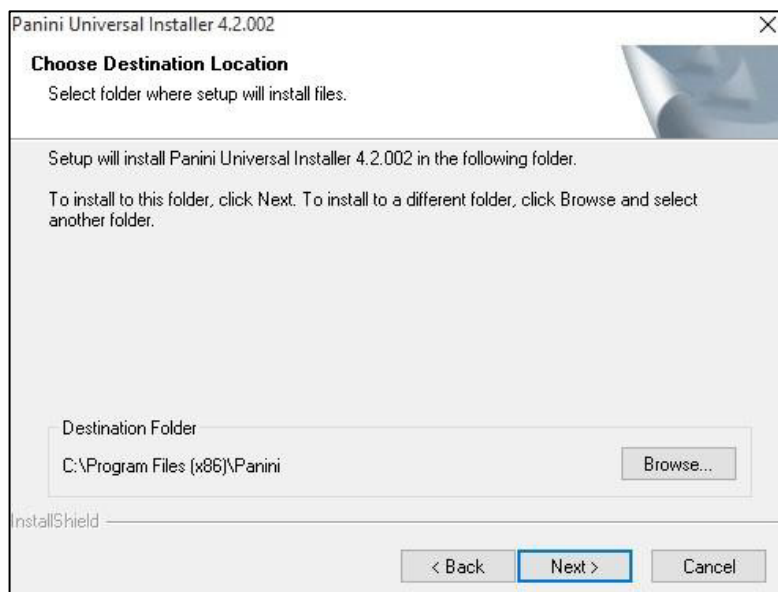 Panini Universal Installer 4.2.002
Choose Destination Location
Select folder where setup will install files.
Setup will install Panini Universal Installer 4.2.002 in the following folder.
To install to this folder, click Next. To install to a different folder, click Browse and select
another folder.
Destination Folder
C:\Program Files (x86)\Panini
Browse...
InstallShield
< Back
Next >
Cancel